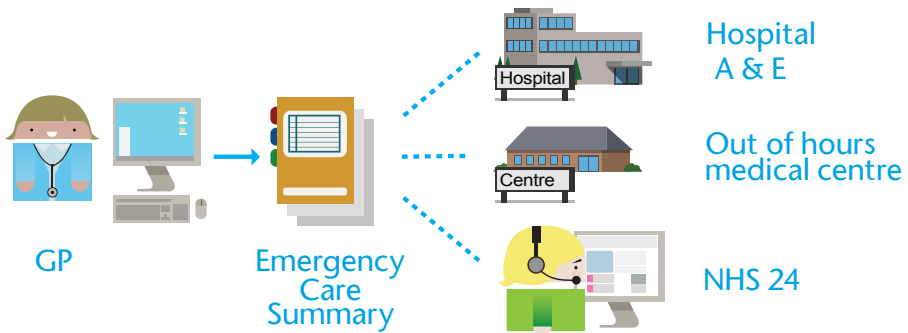 GP
Emergency
Care
Summary
Hospital
Hospital
A & E
Centre
Out of hours
medical centre
NHS 24